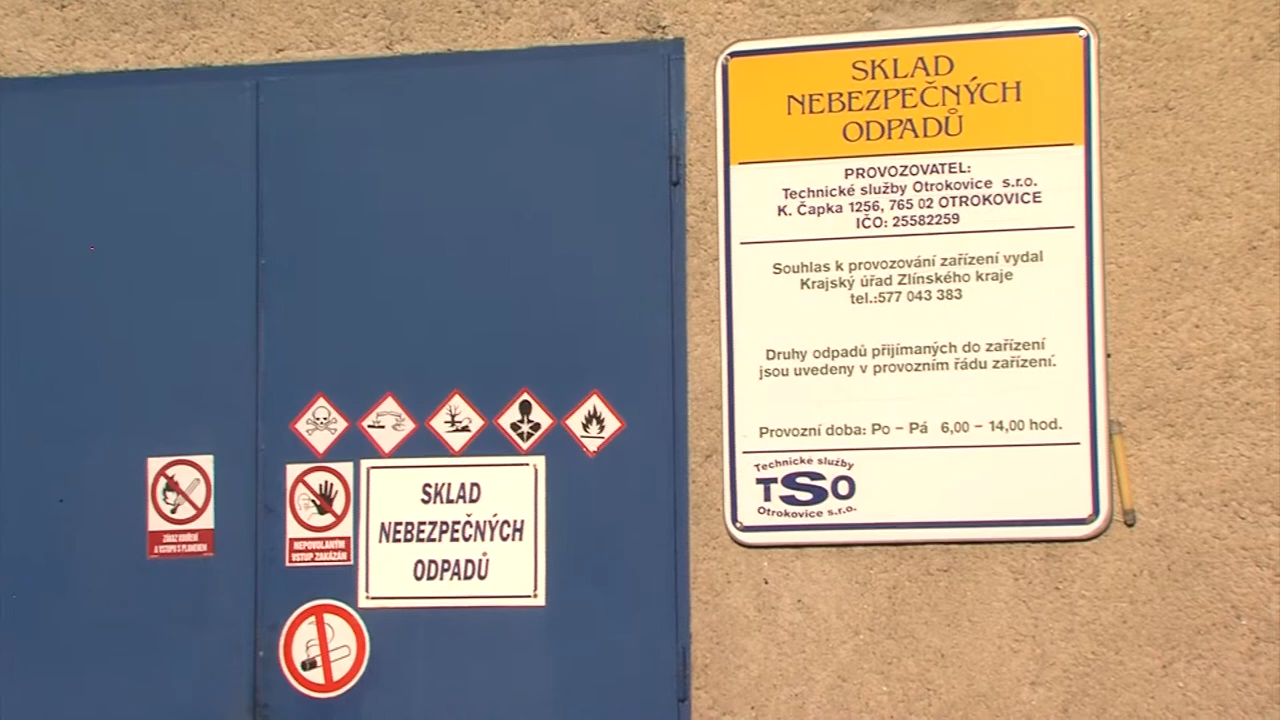 SKLAD
NEBEZPEČNÝCH
ODPADŮ
PROVOZOVATEL:
Technické služby Otrokovice s.r.o.
K. Čapka 1256, 765 02 OTROKOVICE
IČO: 25582259
Souhlas k provozování zařízení vydal
Krajský úřad Zlínského kraje
tel.:577 043 383
Druhy odpadů přijímaných do zařízení
jsou uvedeny v provozním řádu zařízení.
Provozní doba: Po – Pá 6,00 – 14,00 hod.
Technické služby
TSO
Otrokovice s.r.o.
ZÁKAZ KOUŘENÍ
A VSTUPU S PLAMENEM
NEPOVOLANÝM
VSTUP ZAKÁZÁN
SKLAD
NEBEZPEČNÝCH
ODPADŮ